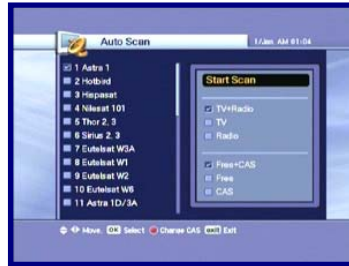 Auto Scan
1/Jan. AM 01:04
1 Astra 1
2 Hotbird
3 Hispasat
4 Nilesat 101
5 Thor 2, 3
6 Sirius 2, 3
7 Eutelsat W3A
8 Eutelsat W1
9 Eutelsat W2
10 Eutelsat W6
11 Astra 1D/3A
Start Scan
TV+Radio
TV
Radio
Free+CAS
Free
CAS
Move, OK Select Change CAS exit Exit